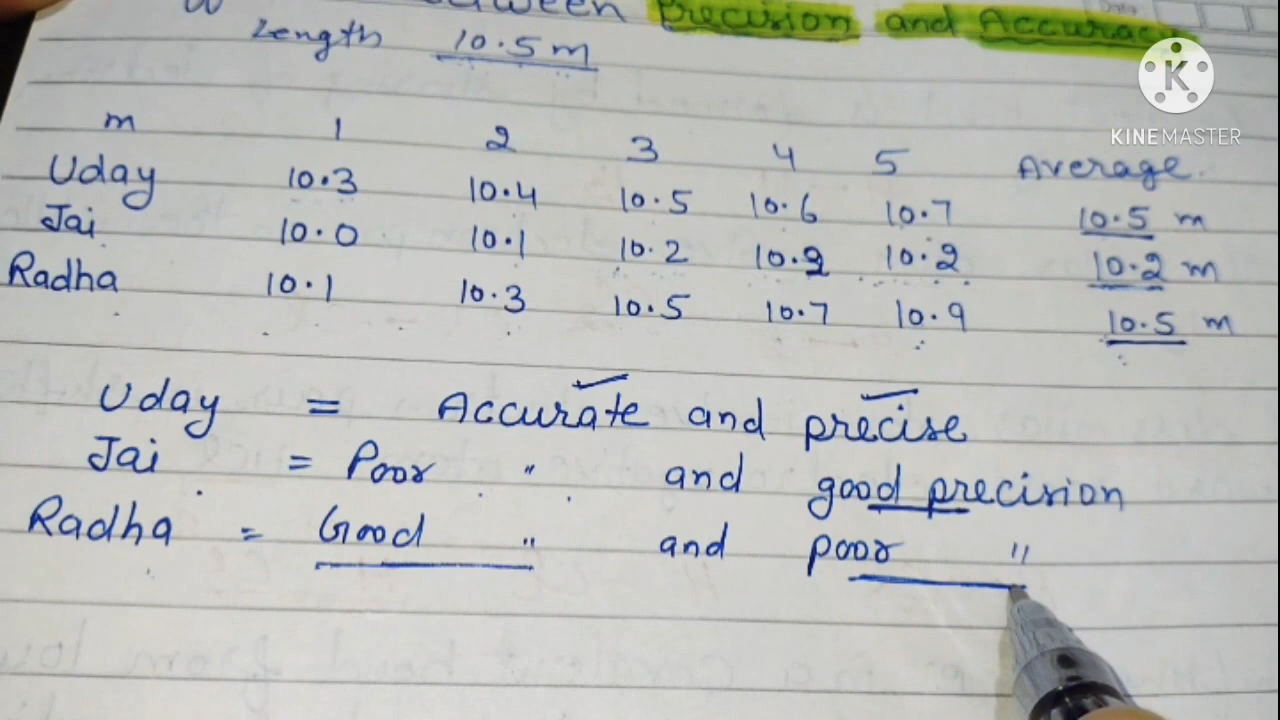 Precision and Accuracy
Length 10.5 m
KINEMASTER
m 1 2 3 4 5 Average.
Uday 10.3 10.4 10.5 10.6 10.7 10.5 m
Jai 10.0 10.1 10.2 10.2 10.2 10.2 m
Radha 10.1 10.3 10.5 10.7 10.9 10.5 m
Uday = Accurate and precise
Jai = Poor " and good precision
Radha = Good " and poor "